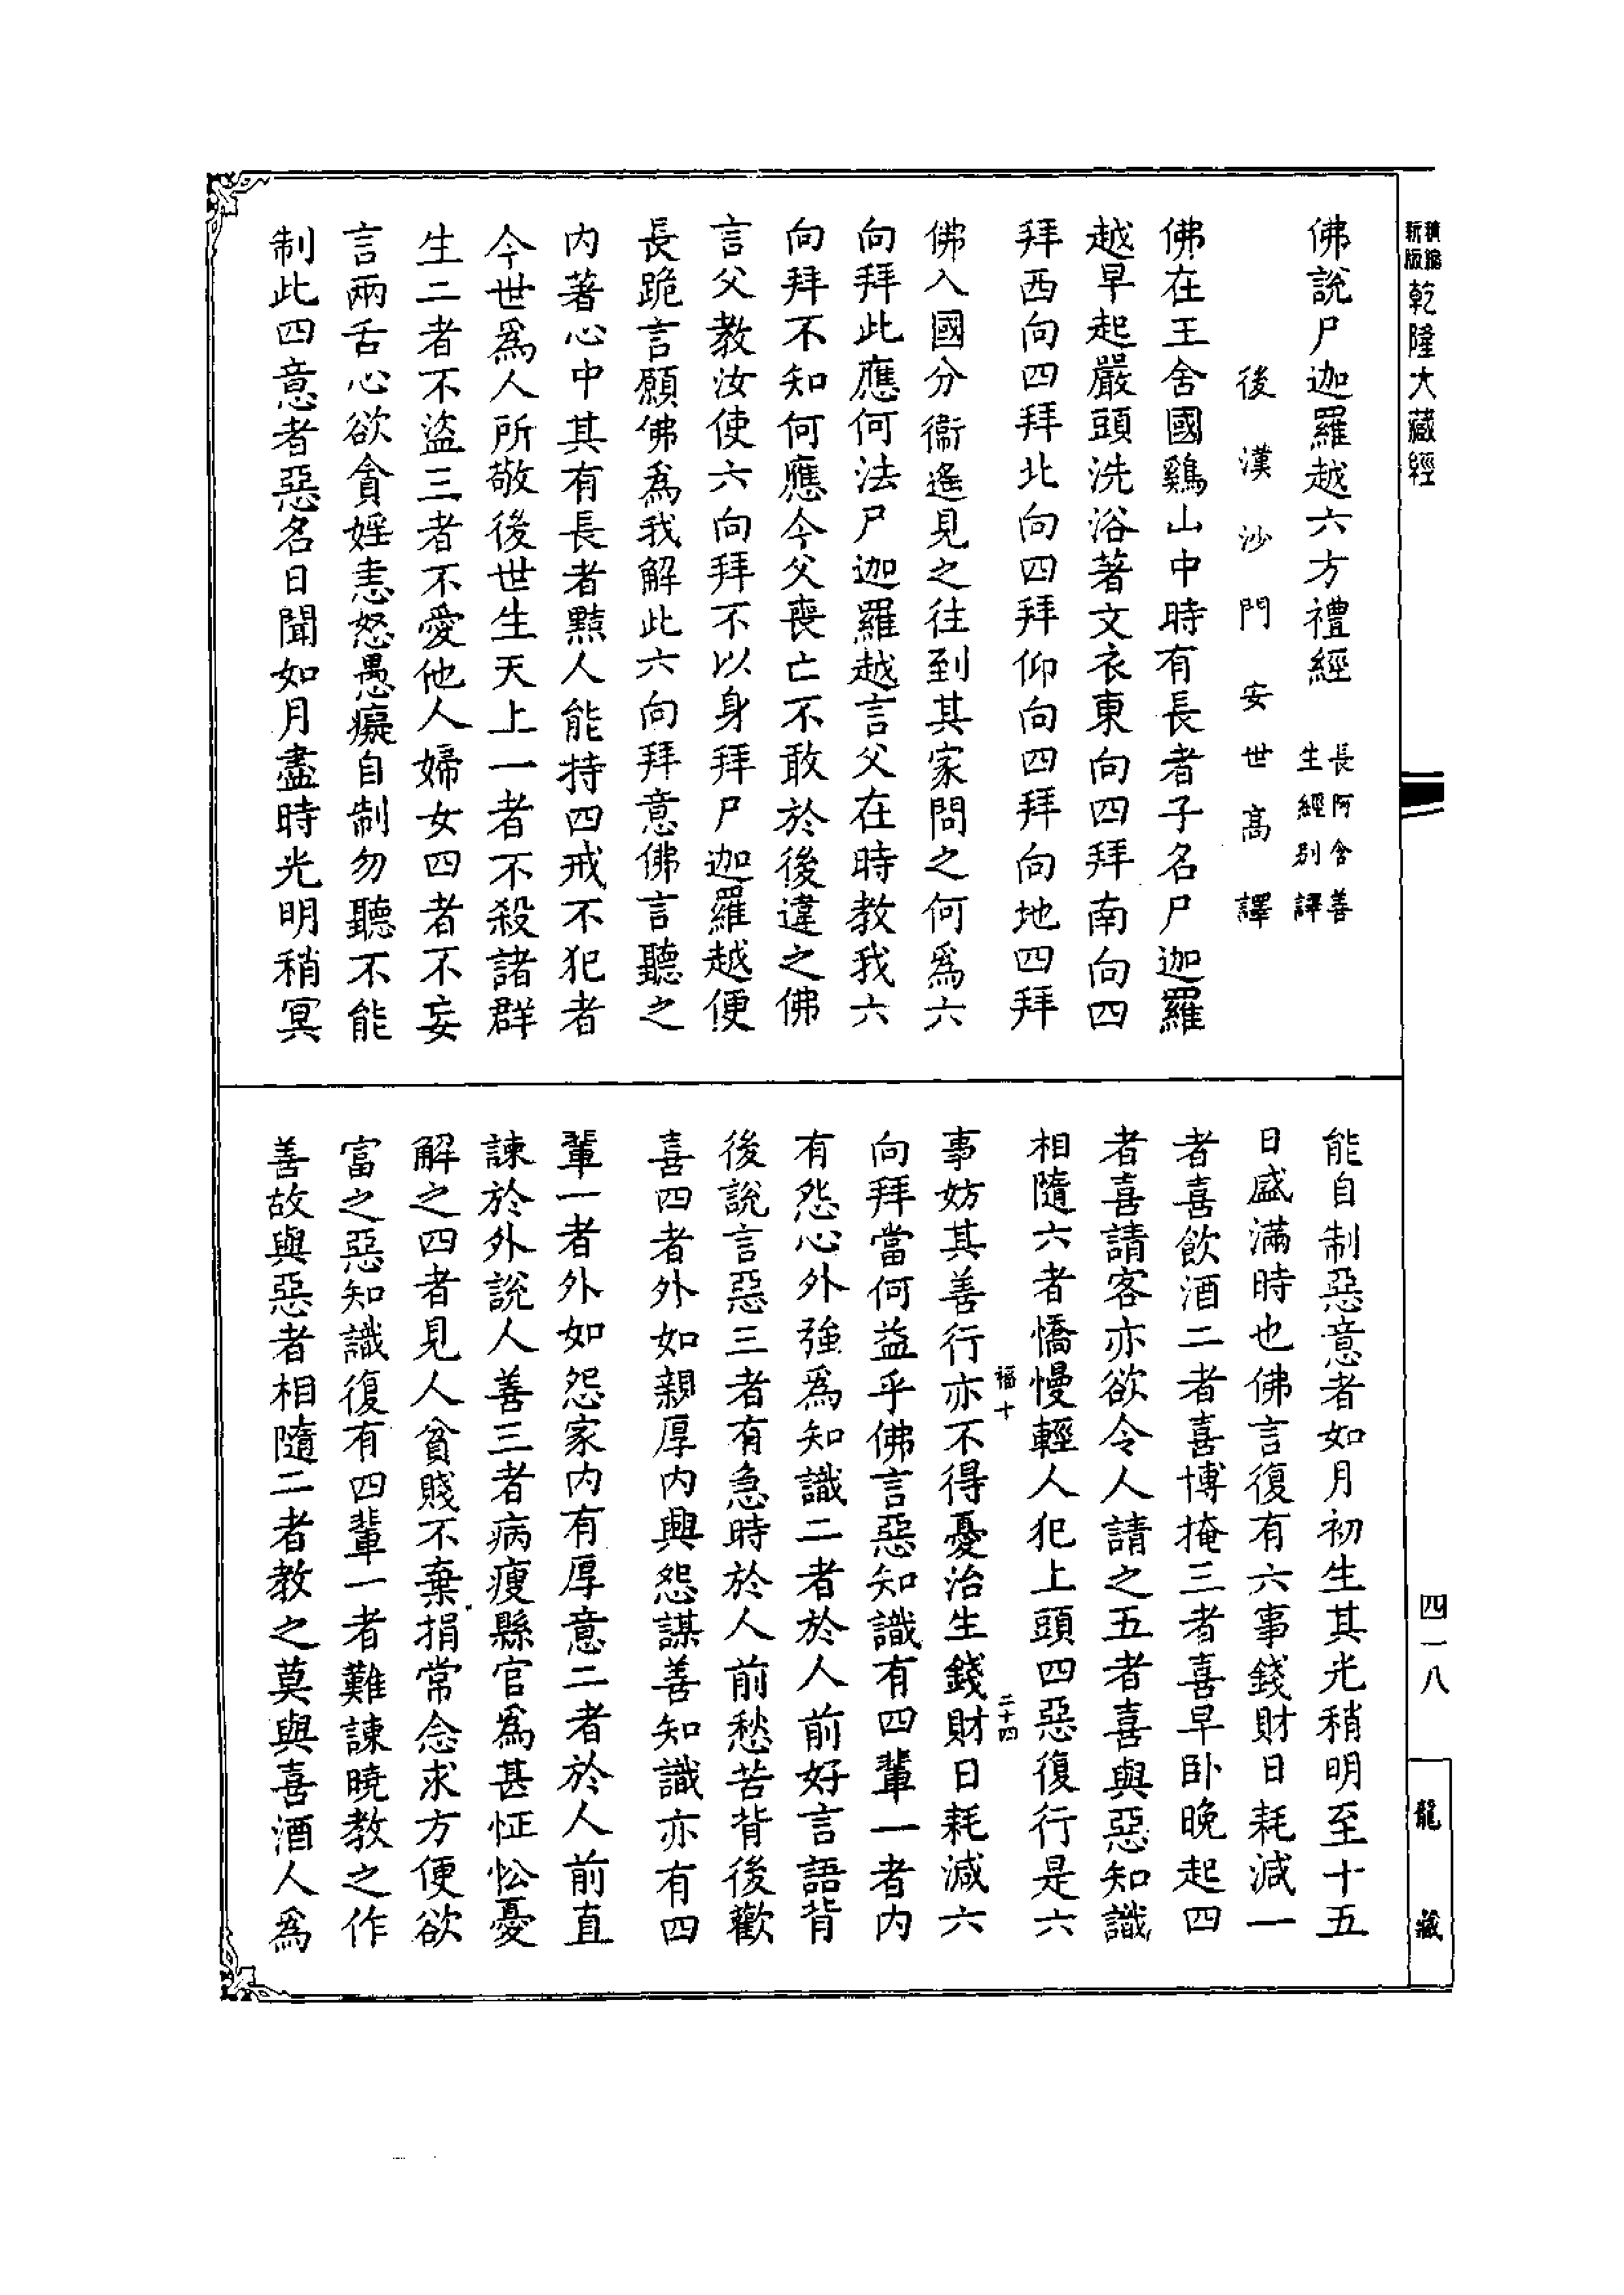 新版
乾隆大藏經
佛說尸迦羅越六方禮經
長阿含善
生經別譯
後漢沙門安世高譯
佛在王舍國鷄山中時有長者子名尸迦羅
越早起嚴頭洗浴著文衣東向四拜南向四
拜西向四拜北向四拜仰向四拜向地四拜
佛入國分衞遙見之往到其家問之何爲六
向拜此應何法尸迦羅越言父在時教我六
向拜不知何應今父喪亡不敢於後違之佛
言父教汝使六向拜不以身拜尸迦羅越便
長跪言願佛爲我解此六向拜意佛言聽之
内著心中其有長者黠人能持四戒不犯者
今世爲人所敬後世生天上一者不殺諸群
生二者不盜三者不愛他人婦女四者不妄
言兩舌心欲貪婬恚怒愚癡自制勿聽不能
制此四意者惡名日聞如月盡時光明稍冥
能自制惡意者如月初生其光稍明至十五
日盛滿時也佛言復有六事錢財日耗減一
者喜飲酒二者喜博掩三者喜早卧晚起四
者喜請客亦欲令人請之五者喜與惡知識
相隨六者憍慢輕人犯上頭四惡復行是六
福十
二十四
事妨其善行亦不得憂治生錢財日耗減六
向拜當何益乎佛言惡知識有四輩一者内
有怨心外強爲知識二者於人前好言語背
後說言惡三者有急時於人前愁苦背後歡
喜四者外如親厚内興怨謀善知識亦有四
輩一者外如怨家内有厚意二者於人前直
諫於外說人善三者病瘦縣官爲甚怔忪憂
解之四者見人貧賤不棄捐常念求方便欲
富之惡知識復有四輩一者難諫曉教之作
善故與惡者相隨二者教之莫與喜酒人爲
四一八
龍藏